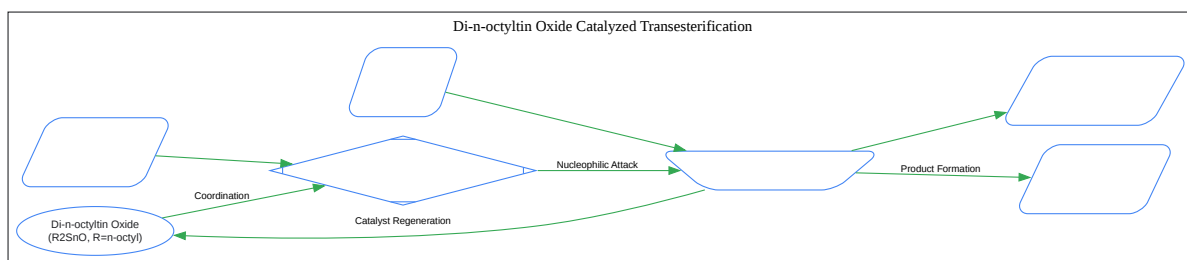 Di-n-octyltin Oxide Catalyzed Transesterification
Nucleophilic Attack
Product Formation
Coordination
Catalyst Regeneration
Di-n-octyltin Oxide
(R2SnO, R=n-octyl)